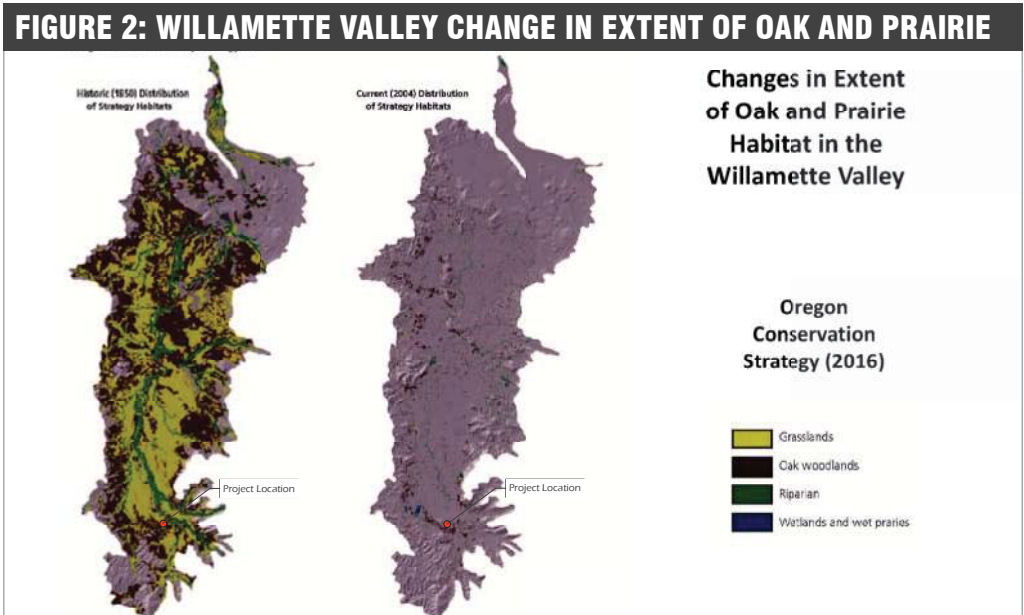 FIGURE 2: WILLAMETTE VALLEY CHANGE IN EXTENT OF OAK AND PRAIRIE
Historic (1850) Distribution
of Strategy Habitats
Current (2004) Distribution
of Strategy Habitats
Changes in Extent
of Oak and Prairie
Habitat in the
Willamette Valley
Oregon
Conservation
Strategy (2016)
Grasslands
Oak woodlands
Riparian
Wetlands and wet praries
Project Location
Project Location